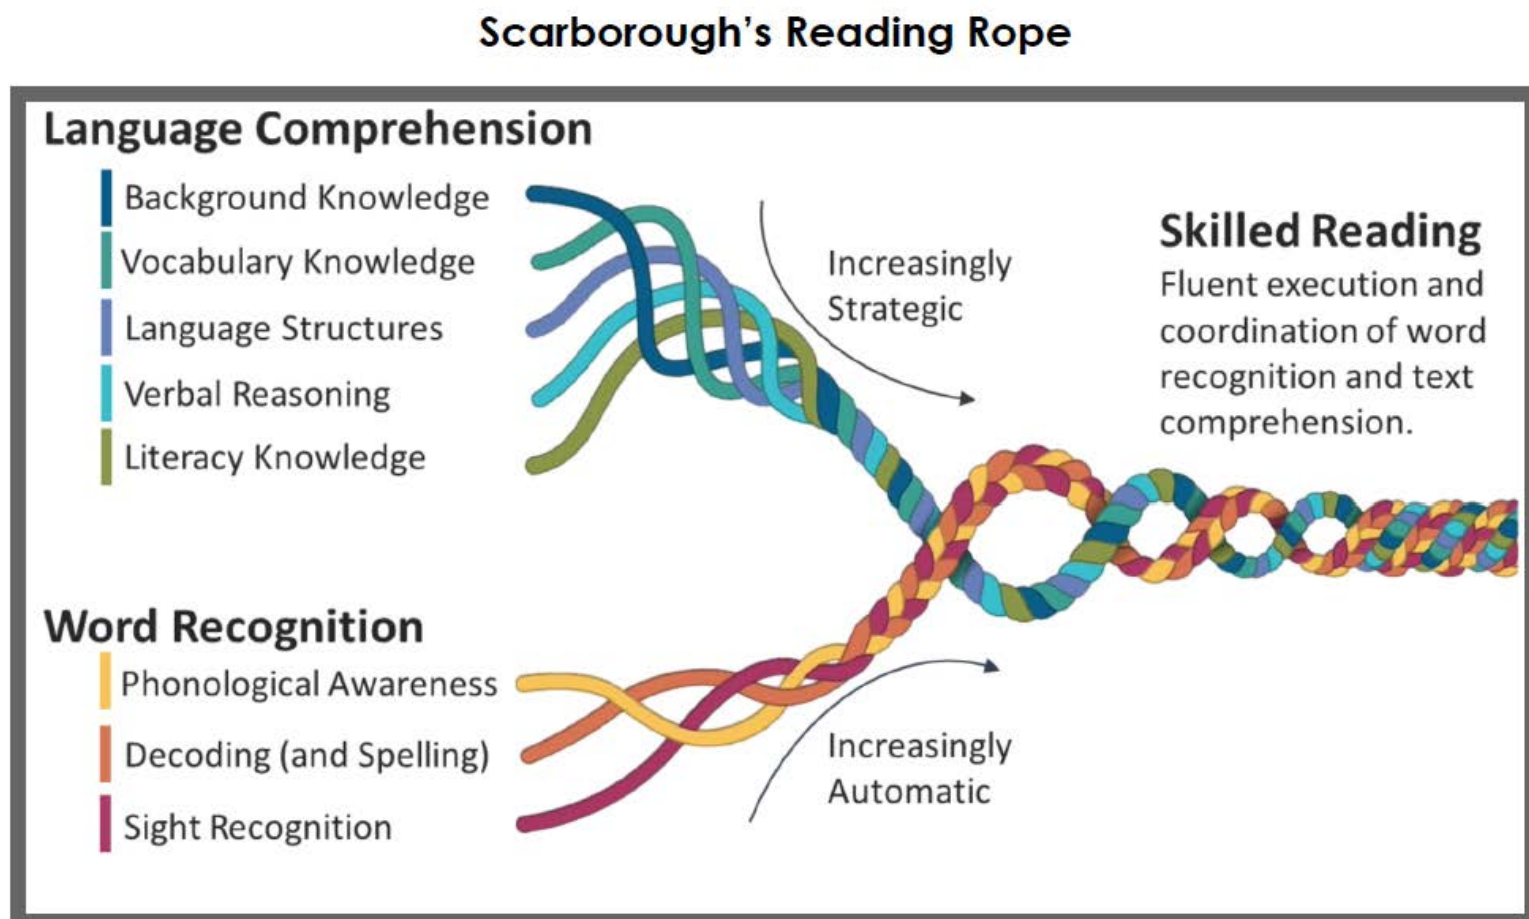 Scarborough's Reading Rope
Language Comprehension
Background Knowledge
Vocabulary Knowledge
Language Structures
Verbal Reasoning
Literacy Knowledge
Increasingly
Strategic
Skilled Reading
Fluent execution and
coordination of word
recognition and text
comprehension.
Word Recognition
Phonological Awareness
Decoding (and Spelling)
Sight Recognition
Increasingly
Automatic